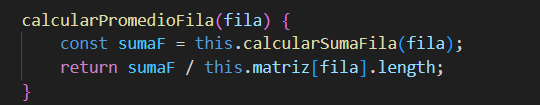 calcularPromedioFila(fila) {
    const sumaF = this.calcularSumaFila(fila);
    return sumaF / this.matriz[fila].length;
}